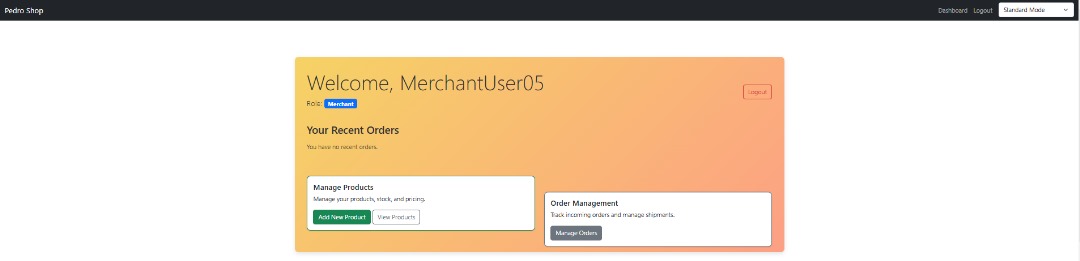 Pedro Shop
Dashboard Logout Standard Mode
Welcome, MerchantUser05
Logout
Role: Merchant
Your Recent Orders
You have no recent orders.
Manage Products
Manage your products, stock, and pricing.
Add New Product View Products
Order Management
Track incoming orders and manage shipments.
Manage Orders